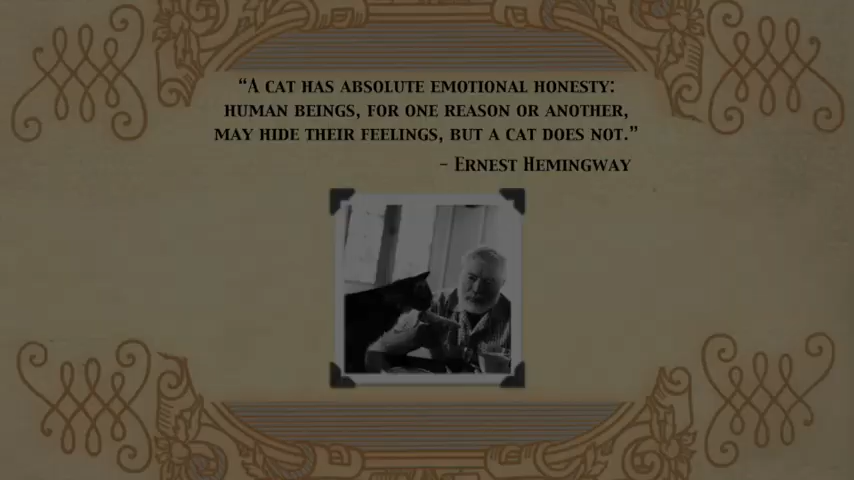 “A cat has absolute emotional honesty:
human beings, for one reason or another,
may hide their feelings, but a cat does not.”
- Ernest Hemingway